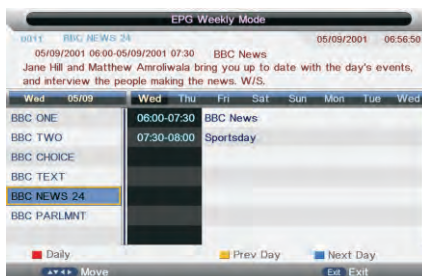 EPG Weekly Mode
0011 BBC NEWS 24 05/09/2001 06:56:50
05/09/2001 06:00-05/09/2001 07:30 BBC News
Jane Hill and Matthew Amroliwala bring you up to date with the day's events,
and interview the people making the news. W/S.
Wed 05/09 Wed Thu Fri Sat Sun Mon Tue Wed
BBC ONE 06:00-07:30 BBC News
BBC TWO 07:30-08:00 Sportsday
BBC CHOICE
BBC TEXT
BBC NEWS 24
BBC PARLMNT
Daily Prev Day Next Day
Move Exit Exit